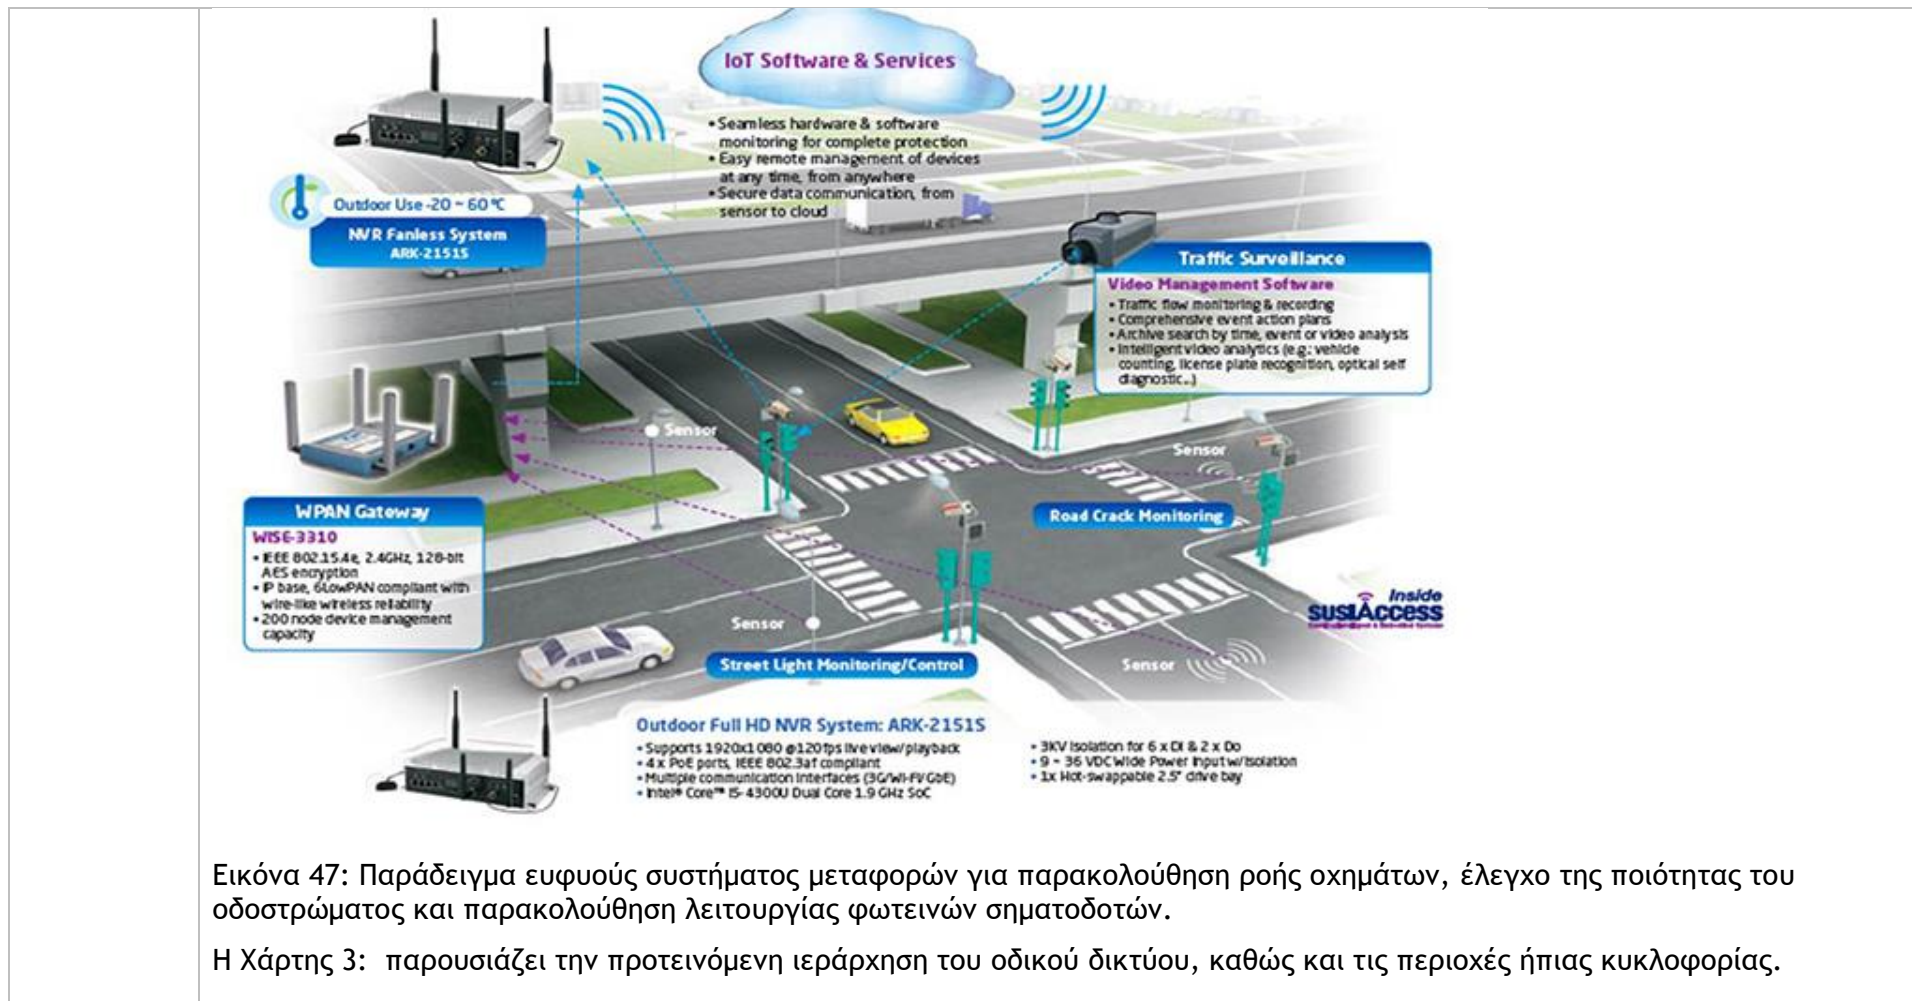 IoT Software & Services
• Seamless hardware & software
monitoring for complete protection
• Easy remote management of devices
at any time, from anywhere
• Secure data communication, from
sensor to cloud
Outdoor Use -20 ~ 60 °C
NVR Fanless System
ARK-2151S
Traffic Surveillance
Video Management Software
• Traffic flow monitoring & recording
• Comprehensive event action plans
• Archive search by time, event or video analysis
• Intelligent video analytics (e.g.: vehicle
counting, license plate recognition, optical self
diagnostic...)
Sensor
Sensor
Road Crack Monitoring
WPAN Gateway
WISE-3310
• IEEE 802.15.4e, 2.4GHz, 128-bit
AES encryption
• IP base, 6LowPAN compliant with
wire-like wireless reliability
• 200 node device management
capacity
Inside
SUSIAccess
Sensor
Street Light Monitoring/Control
Sensor
Outdoor Full HD NVR System: ARK-2151S
• Supports 1920x1080 @120fps live view/playback
• 4 x PoE ports, IEEE 802.3af compliant
• Multiple communication interfaces (3G/Wi-Fi/GbE)
• Intel® Core™ i5-4300U Dual Core 1.9 GHz SoC
• 3KV Isolation for 6 x DI & 2 x Do
• 9 ~ 36 VDC Wide Power Input w/Isolation
• 1x Hot-swappable 2.5" drive bay
Εικόνα 47: Παράδειγμα ευφυούς συστήματος μεταφορών για παρακολούθηση ροής οχημάτων, έλεγχο της ποιότητας του
οδοστρώματος και παρακολούθηση λειτουργίας φωτεινών σηματοδοτών.
Η Χάρτης 3: παρουσιάζει την προτεινόμενη ιεράρχηση του οδικού δικτύου, καθώς και τις περιοχές ήπιας κυκλοφορίας.